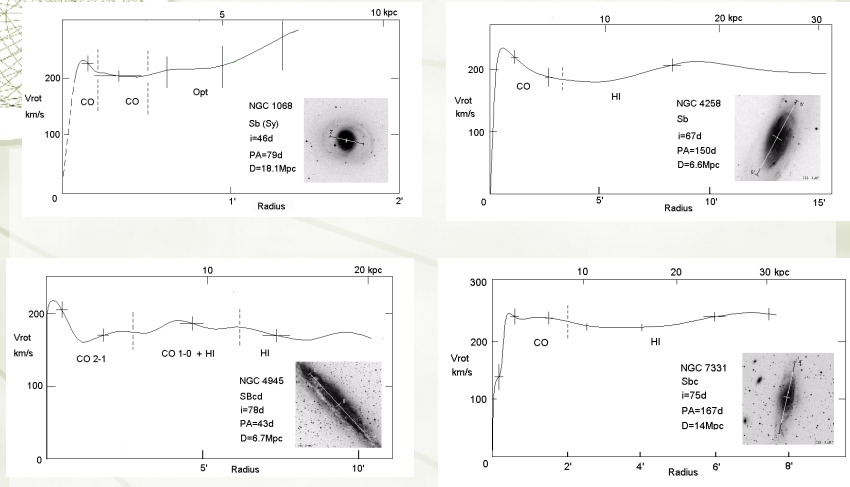 5 10 kpc
200
Vrot
km/s
100
0
CO CO Opt
NGC 1068
Sb (Sy)
i=46d
PA=79d
D=18.1Mpc
1' 2'
Radius
10 20 kpc 30
200
Vrot
km/s
100
0
CO HI
NGC 4258
Sb
i=67d
PA=150d
D=6.6Mpc
5' 10' 15'
Radius
10 20 kpc
200
Vrot
km/s
100
0
CO 2-1 CO 1-0 + HI HI
NGC 4945
SBcd
i=78d
PA=43d
D=6.7Mpc
5' 10'
Radius
300 10 20 30 kpc
200
Vrot
km/s
100
0
CO HI
NGC 7331
Sbc
i=75d
PA=167d
D=14Mpc
2' 4' 6' 8'
Radius